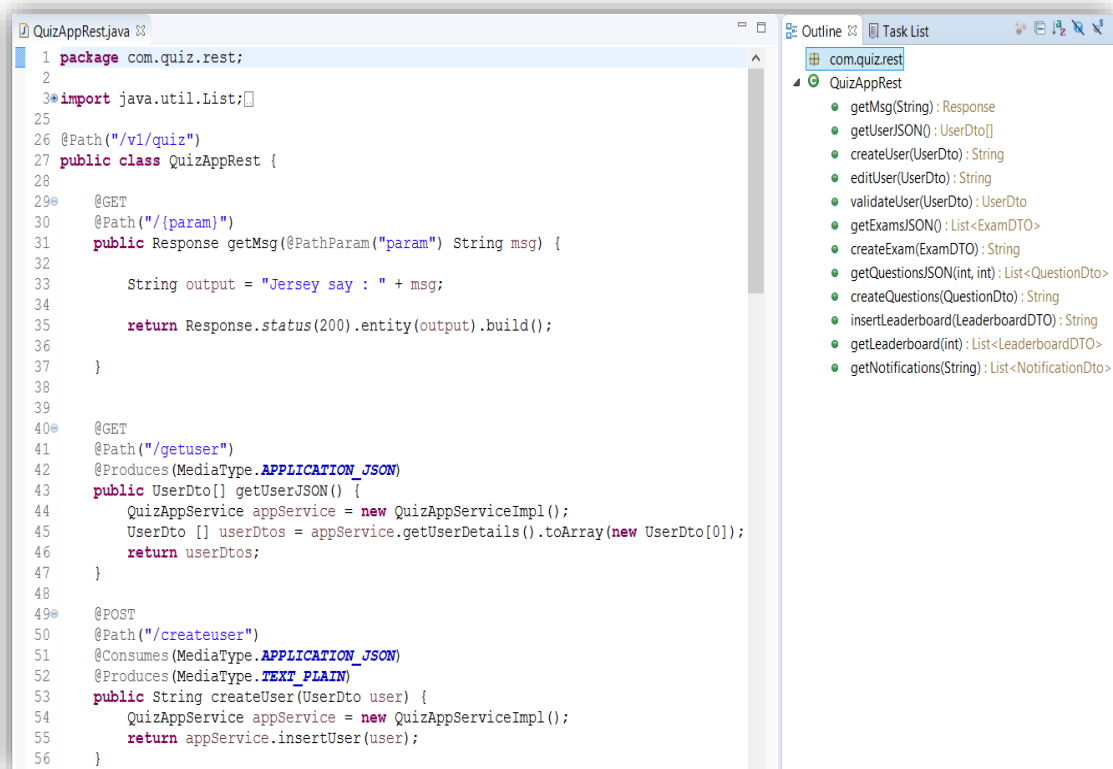 QuizAppRest.java
1 package com.quiz.rest;
2
3 import java.util.List;
25
26 @Path("/v1/quiz")
27 public class QuizAppRest {
28
29 @GET
30 @Path("/{param}")
31 public Response getMsg(@PathParam("param") String msg) {
32
33 String output = "Jersey say : " + msg;
34
35 return Response.status(200).entity(output).build();
36
37 }
38
39
40 @GET
41 @Path("/getuser")
42 @Produces(MediaType.APPLICATION_JSON)
43 public UserDto[] getUserJSON() {
44 QuizAppService appService = new QuizAppServiceImpl();
45 UserDto [] userDtos = appService.getUserDetails().toArray(new UserDto[0]);
46 return userDtos;
47 }
48
49 @POST
50 @Path("/createuser")
51 @Consumes(MediaType.APPLICATION_JSON)
52 @Produces(MediaType.TEXT_PLAIN)
53 public String createUser(UserDto user) {
54 QuizAppService appService = new QuizAppServiceImpl();
55 return appService.insertUser(user);
56 }
Outline Task List
com.quiz.rest
QuizAppRest
getMsg(String) : Response
getUserJSON() : UserDto[]
createUser(UserDto) : String
editUser(UserDto) : String
validateUser(UserDto) : UserDto
getExamsJSON() : List<ExamDTO>
createExam(ExamDTO) : String
getQuestionsJSON(int, int) : List<QuestionDto>
createQuestions(QuestionDto) : String
insertLeaderboard(LeaderboardDTO) : String
getLeaderboard(int) : List<LeaderboardDTO>
getNotifications(String) : List<NotificationDto>